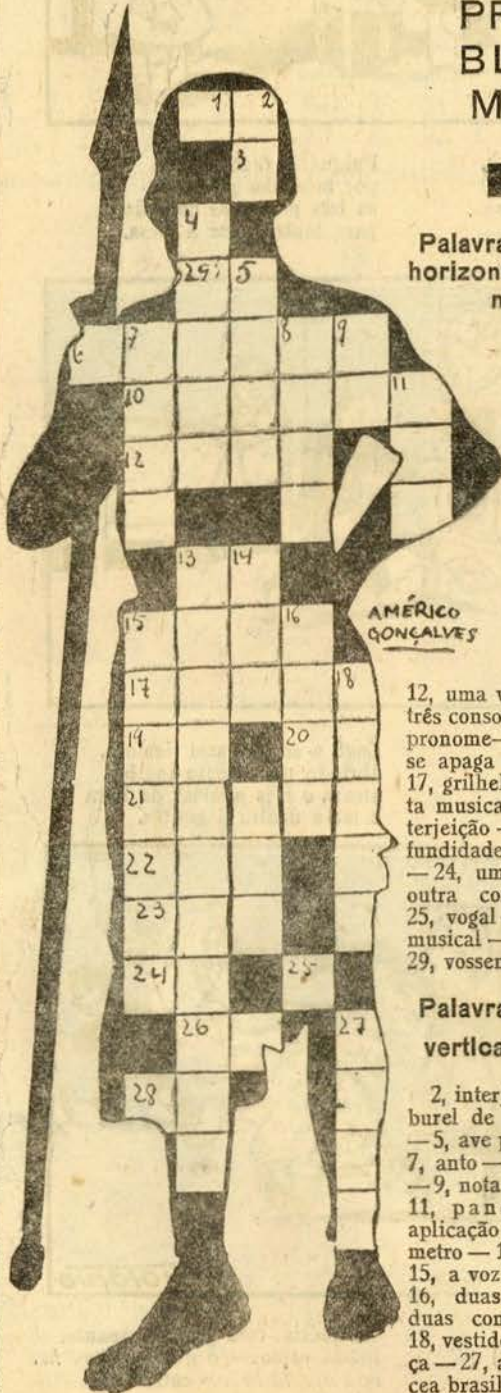 PR
BL
M
Palavra
horizon
1 2
3
4
29 5
6 7 8 9
10 11
12
13 14
15 16
17 18
19 20
21
22
23
24 25
26 27
28
AMÉRICO
GONÇALVES
12, uma v
três conso
pronome—
se apaga
17, grilhe
ta musica
terjeição -
fundidade
— 24, um
outra co
25, vogal
musical —
29, vosser
Palavra
vertica
2, inter
burel de
— 5, ave p
7, anto —
— 9, nota
11, pan
aplicação
metro — 1
15, a voz
16, duas
duas con
18, vestido
ça — 27, a
cea brasil